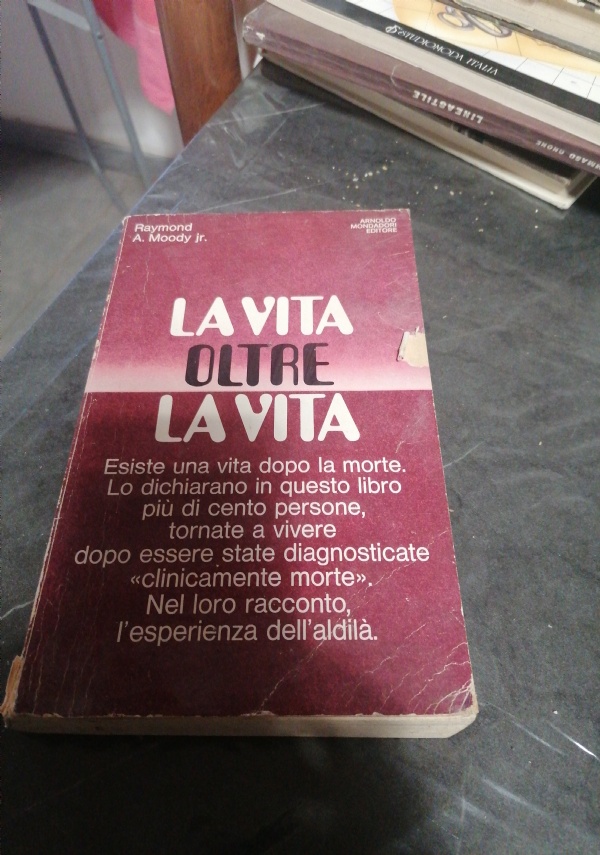 Raymond
A. Moody jr.
ARNOLDO
MONDADORI
EDITORE
LA VITA
OLTRE
LA VITA
Esiste una vita dopo la morte.
Lo dichiarano in questo libro
più di cento persone,
tornate a vivere
dopo essere state diagnosticate
«clinicamente morte».
Nel loro racconto,
l'esperienza dell'aldilà.
LINEASTILE